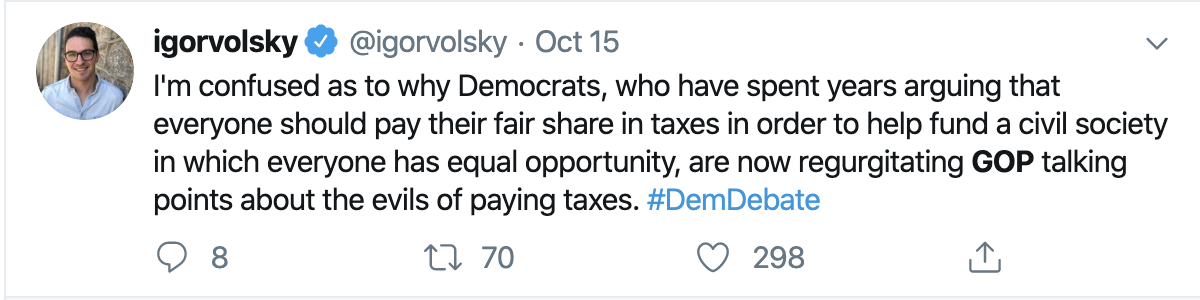 igorvolsky @igorvolsky · Oct 15
I'm confused as to why Democrats, who have spent years arguing that
everyone should pay their fair share in taxes in order to help fund a civil society
in which everyone has equal opportunity, are now regurgitating GOP talking
points about the evils of paying taxes. #DemDebate
8 70 298